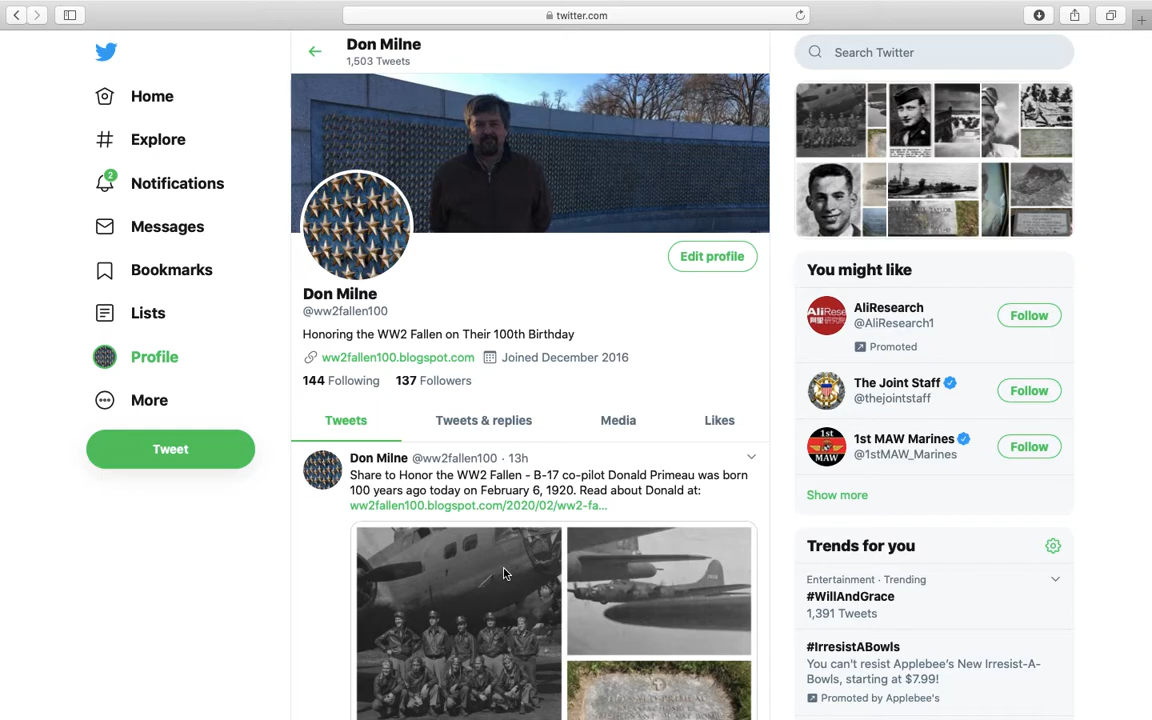 twitter.com
Don Milne
1,503 Tweets
Search Twitter
Home
Explore
2
Notifications
Messages
Bookmarks
Lists
Profile
More
Tweet
Edit profile
Don Milne
@ww2fallen100
Honoring the WW2 Fallen on Their 100th Birthday
ww2fallen100.blogspot.com Joined December 2016
144 Following 137 Followers
Tweets Tweets & replies Media Likes
Don Milne @ww2fallen100 · 13h
Share to Honor the WW2 Fallen - B-17 co-pilot Donald Primeau was born
100 years ago today on February 6, 1920. Read about Donald at:
ww2fallen100.blogspot.com/2020/02/ww2-fa...
You might like
AliResearch
@AliResearch1
Follow
Promoted
The Joint Staff
@thejointstaff
Follow
1st MAW Marines
@1stMAW_Marines
Follow
1st
MAW
Show more
Trends for you
Entertainment · Trending
#WillAndGrace
1,391 Tweets
#IrresistABowls
You can't resist Applebee's New Irresist-A-
Bowls, starting at $7.99!
Promoted by Applebee's